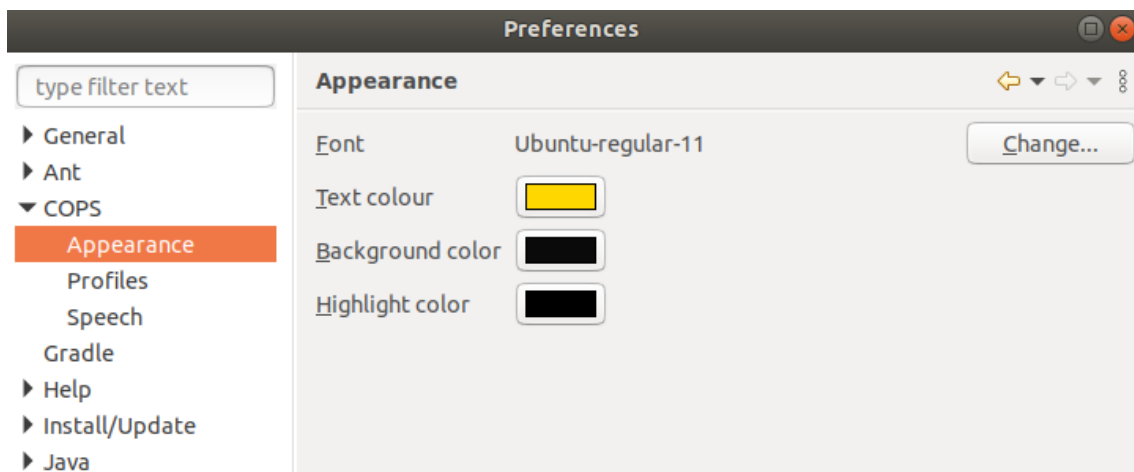 Preferences
type filter text
General
Ant
COPS
Appearance
Profiles
Speech
Gradle
Help
Install/Update
Java
Appearance
Font Ubuntu-regular-11 Change...
Text colour
Background color
Highlight color